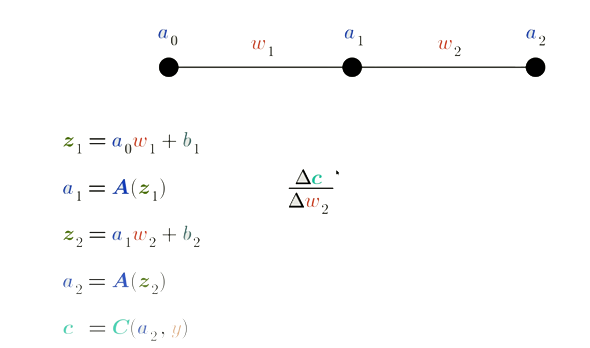 a₀ w₁ a₁ w₂ a₂
z₁ = a₀w₁ + b₁
a₁ = A(z₁)
z₂ = a₁w₂ + b₂
a₂ = A(z₂)
c = C(a₂, y)
Δc
Δw₂